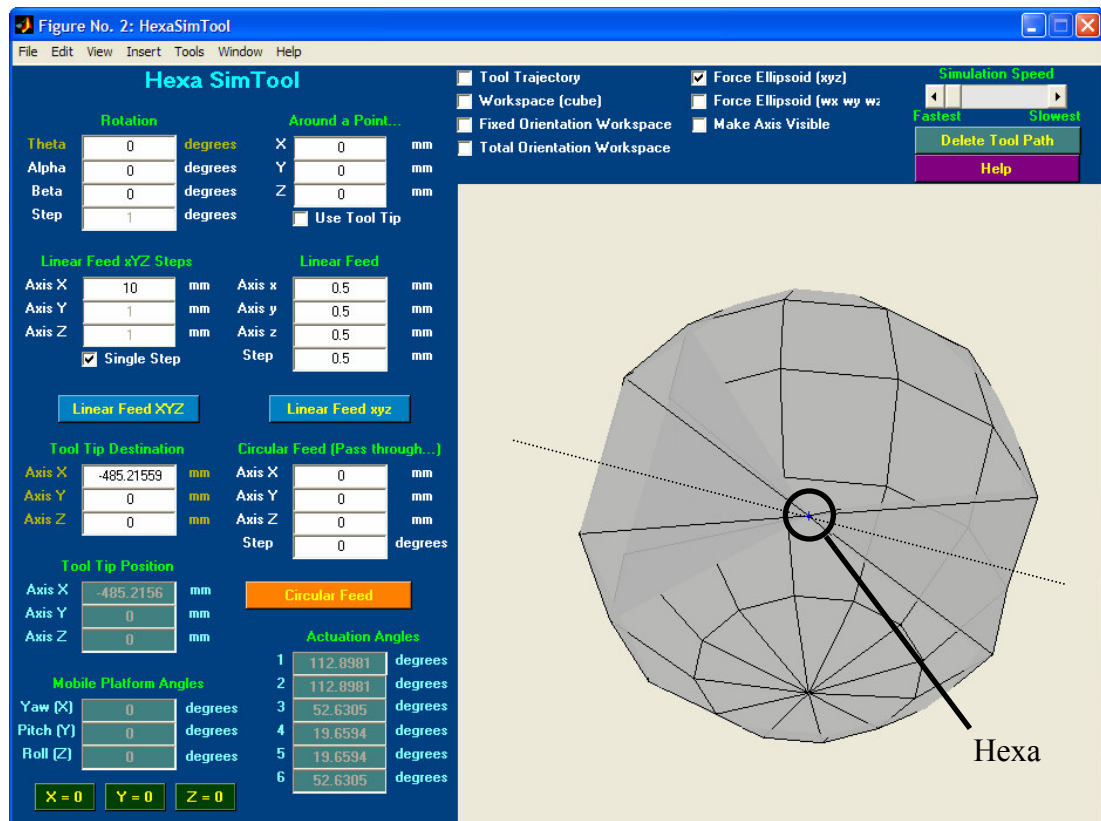 Figure No. 2: HexaSimTool
File Edit View Insert Tools Window Help
Hexa SimTool
Rotation
Theta 0 degrees
Alpha 0 degrees
Beta 0 degrees
Step 1 degrees
Around a Point...
X 0 mm
Y 0 mm
Z 0 mm
Use Tool Tip
Linear Feed xYZ Steps
Axis X 10 mm
Axis Y 1 mm
Axis Z 1 mm
Single Step
Linear Feed
Axis x 0.5 mm
Axis y 0.5 mm
Axis z 0.5 mm
Step 0.5 mm
Linear Feed XYZ
Linear Feed xyz
Tool Tip Destination
Axis X -485.21559 mm
Axis Y 0 mm
Axis Z 0 mm
Circular Feed (Pass through...)
Axis X 0 mm
Axis Y 0 mm
Axis Z 0 mm
Step 0 degrees
Tool Tip Position
Axis X -485.2156 mm
Axis Y 0 mm
Axis Z 0 mm
Circular Feed
Mobile Platform Angles
Yaw (X) 0 degrees
Pitch (Y) 0 degrees
Roll (Z) 0 degrees
X = 0 Y = 0 Z = 0
Actuation Angles
1 112.8981 degrees
2 112.8981 degrees
3 52.6305 degrees
4 19.6594 degrees
5 19.6594 degrees
6 52.6305 degrees
Tool Trajectory
Workspace (cube)
Fixed Orientation Workspace
Total Orientation Workspace
Force Ellipsoid (xyz)
Force Ellipsoid (wx wy wz
Make Axis Visible
Simulation Speed
Fastest Slowest
Delete Tool Path
Help
Hexa